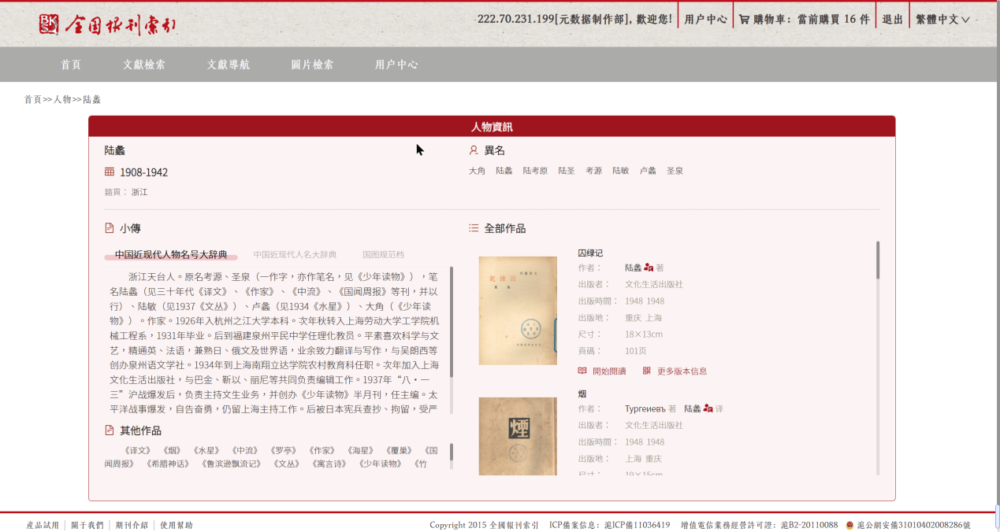 BKSY 全国报刊索引
222.70.231.199[元数据制作部], 歡迎您! 用户中心 購物車: 當前購買 16 件 退出 繁體中文
首頁 文獻檢索 文獻導航 圖片檢索 用户中心
首頁>>人物>>陆蠡
人物資訊
陆蠡
1908-1942
籍貫: 浙江
異名
大角 陆蠡 陆考原 陆圣 考源 陆敏 卢蠡 圣泉
小傳
中国近现代人物名号大辞典 中国近现代人名大辞典 国图规范档
浙江天台人。原名考源、圣泉（一作字，亦作笔名，见《少年读物》），笔
名陆蠡（见三十年代《译文》、《作家》、《中流》、《国闻周报》等刊，并以
行）、陆敏（见1937《文丛》）、卢蠡（见1934《水星》）、大角（《少年读
物》）。作家。1926年入杭州之江大学本科。次年秋转入上海劳动大学工学院机
械工程系，1931年毕业。后到福建泉州平民中学任理化教员。平素喜欢科学与文
艺，精通英、法语，兼熟日、俄文及世界语，业余致力翻译与写作，与吴朗西等
创办泉州语文学社。1934年到上海南翔立达学院农村教育科任职。次年加入上海
文化生活出版社，与巴金、靳以、丽尼等共同负责编辑工作。1937年“八·一
三”沪战爆发后，负责主持文生业务，并创办《少年读物》半月刊，任主编。太
平洋战事爆发，自告奋勇，仍留上海主持工作。后被日本宪兵查抄、拘留，受严
其他作品
《译文》 《烟》 《水星》 《中流》 《罗亭》 《作家》 《海星》 《覆巢》 《国
闻周报》 《希腊神话》 《鲁滨逊飘流记》 《文丛》 《寓言诗》 《少年读物》 《竹
全部作品
囚绿记
作者: 陆蠡 著
出版者: 文化生活出版社
出版時間: 1948 1948
出版地: 重庆 上海
尺寸: 18×13cm
頁碼: 101页
開始閱讀 更多版本信息
煙
烟
作者: Тургеневъ 著 陆蠡 译
出版者: 文化生活出版社
出版時間: 1948 1948
出版地: 上海 重庆
尺寸: 19×15cm
産品試用 關于我們 期刊介紹 使用幫助
Copyright 2015 全國報刊索引 ICP備案信息: 滬ICP備11036419 增值電信業務經營許可證: 滬B2-20110088 滬公網安備31010402008286號